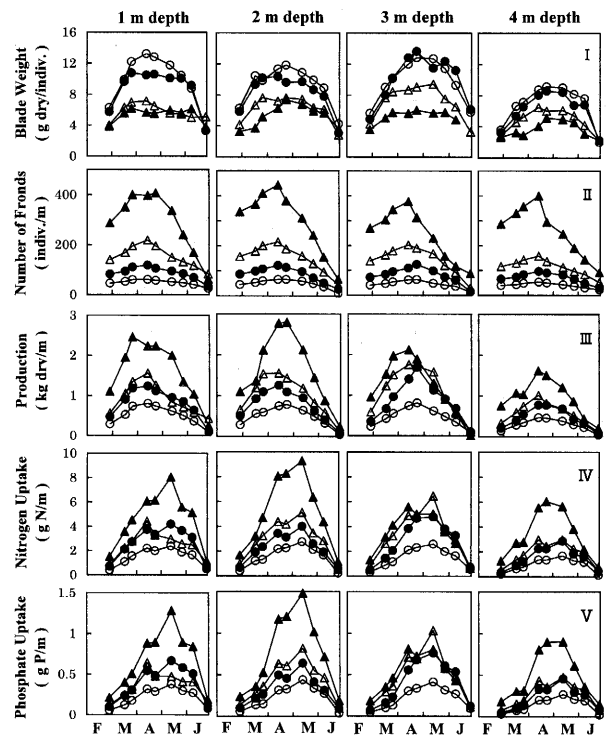 1 m depth 2 m depth 3 m depth 4 m depth
Blade Weight
( g dry/indiv. )
16
12
8
4
0
I
Number of Fronds
( indiv./m )
400
200
0
II
Production
( kg drv/m )
3
2
1
0
III
Nitrogen Uptake
( g N/m )
10
8
6
4
2
0
IV
Phosphate Uptake
( g P/m )
1.5
1
0.5
0
V
F M A M J F M A M J F M A M J F M A M J